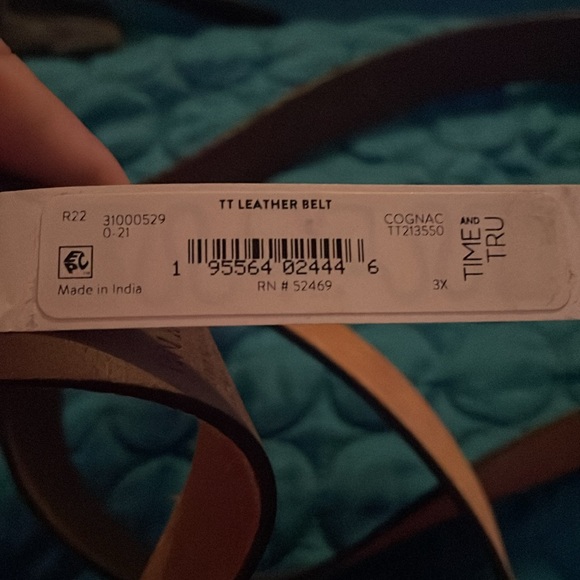 TT LEATHER BELT
R22
31000529
0-21
COGNAC
TT213550
TIME AND TRU
1 95564 02444 6
Made in India
RN # 52469
3X